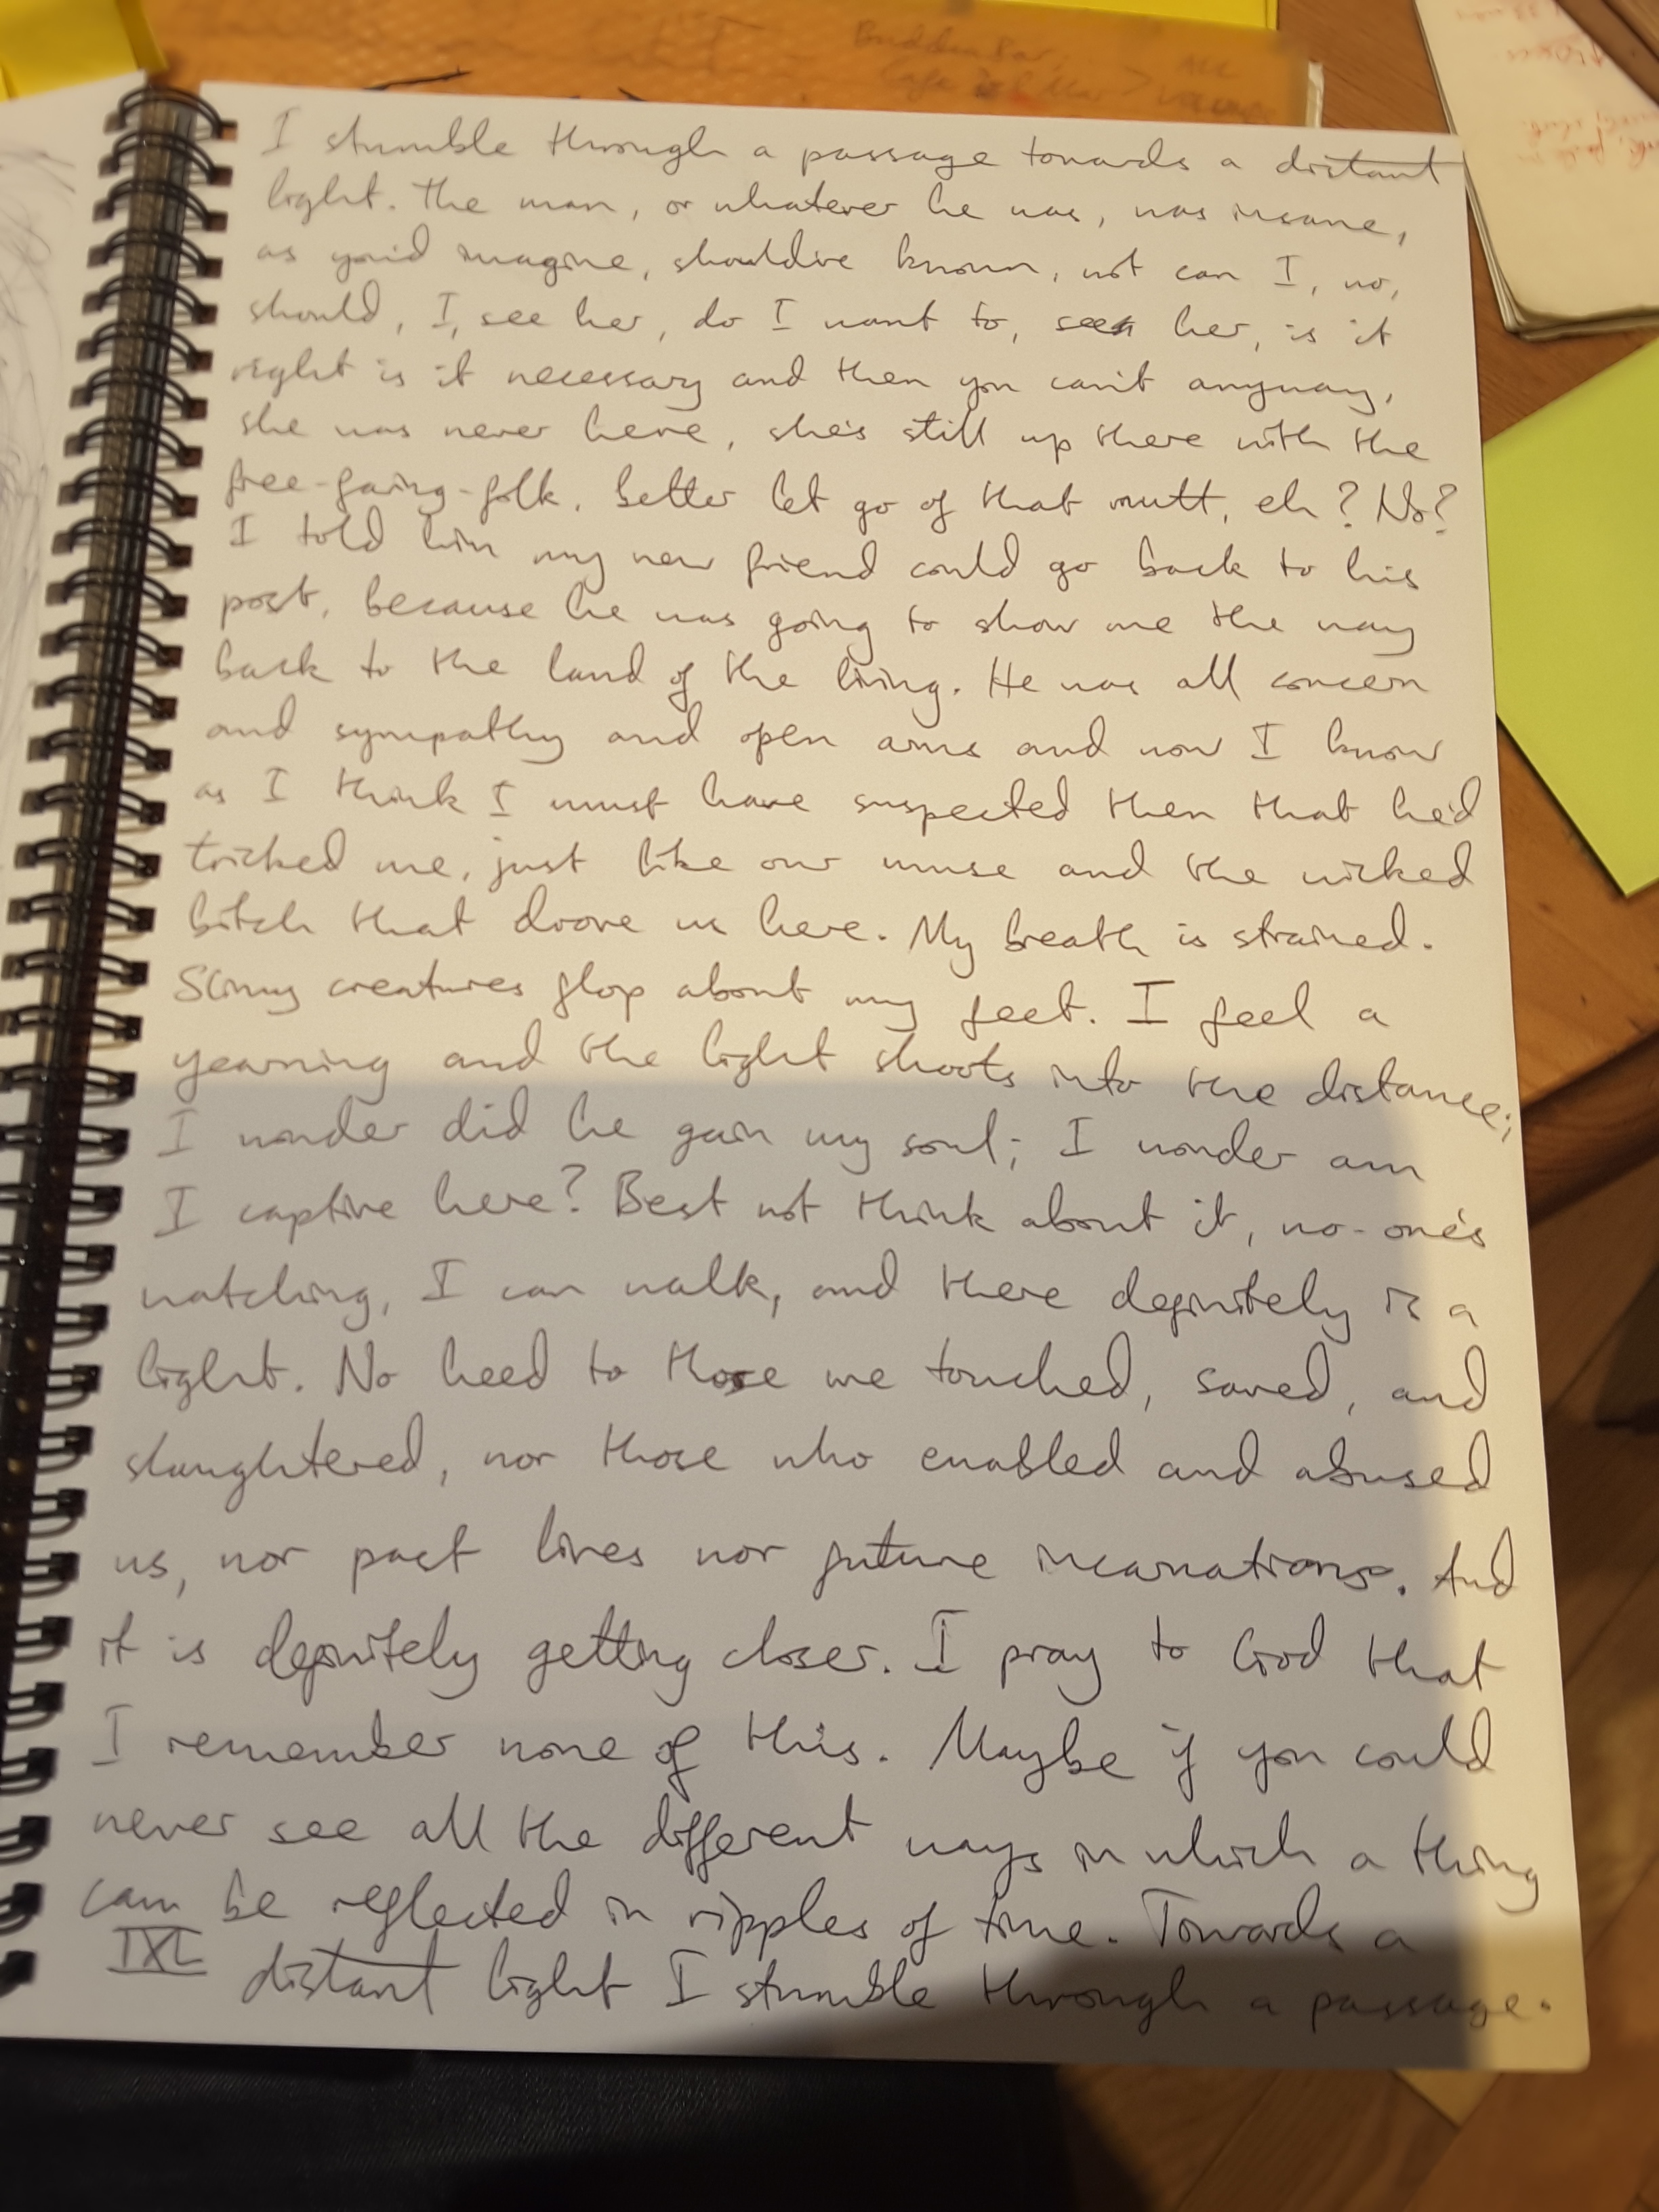 Buddha Bar,
I stumble through a passage towards a distant
light. The man, or whatever he was, was insane,
as you'd imagine, should've known, not can I, no,
should, I, see her, do I want to, see her, is it
right is it necessary and then you can't anyway,
she was never here, she's still up there with the
free-faring-folk. Better let go of that mutt, eh? No?
I told him my new friend could go back to his
post, because he was going to show me the way
back to the land of the living. He was all concern
and sympathy and open arms and now I know
as I think I must have suspected then that he'd
tricked me, just like our muse and the wicked
bitch that drove us here. My breath is strained.
Slimy creatures flop about my feet. I feel a
yearning and the light shoots into the distance;
I wonder did he gain my soul; I wonder am
I captive here? Best not think about it, no-one's
watching, I can walk, and there definitely is a
light. No heed to those we touched, saved, and
slaughtered, nor those who enabled and abused
us, nor past lives nor future incarnations. And
it is definitely getting closer. I pray to God that
I remember none of this. Maybe if you could
never see all the different ways in which a thing
can be reflected in ripples of time. Towards a
IXL distant light I stumble through a passage.